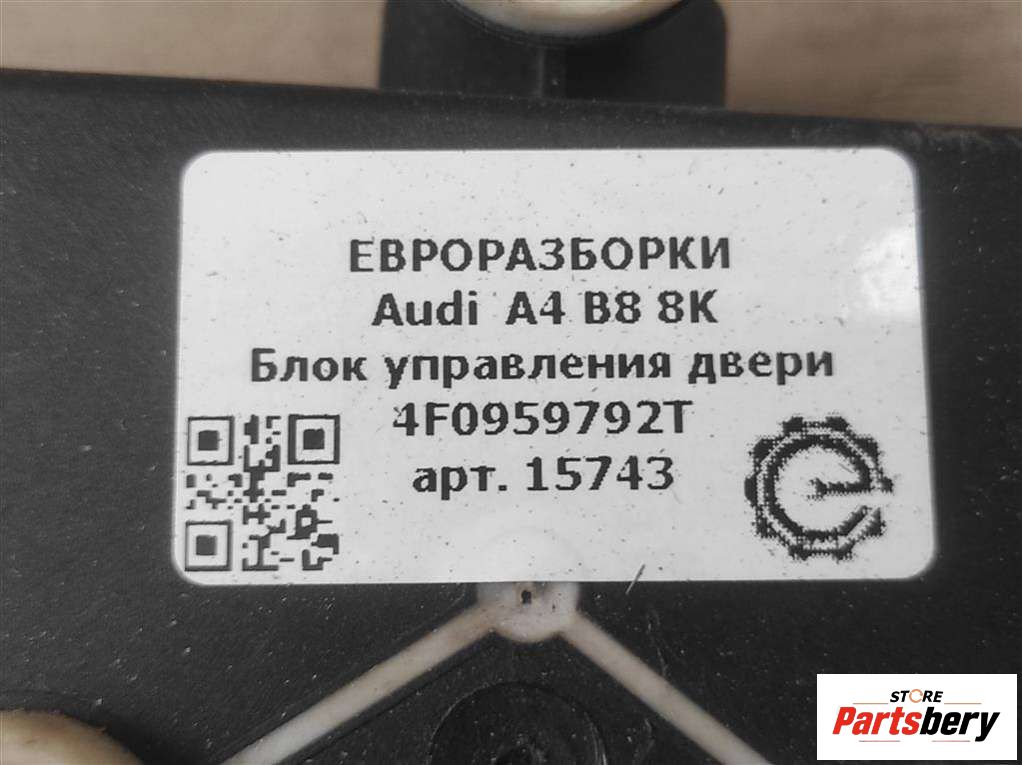 ЕВРОРАЗБОРКИ
Audi A4 B8 8K
Блок управления двери
4F0959792T
арт. 15743
STORE
Partsbery